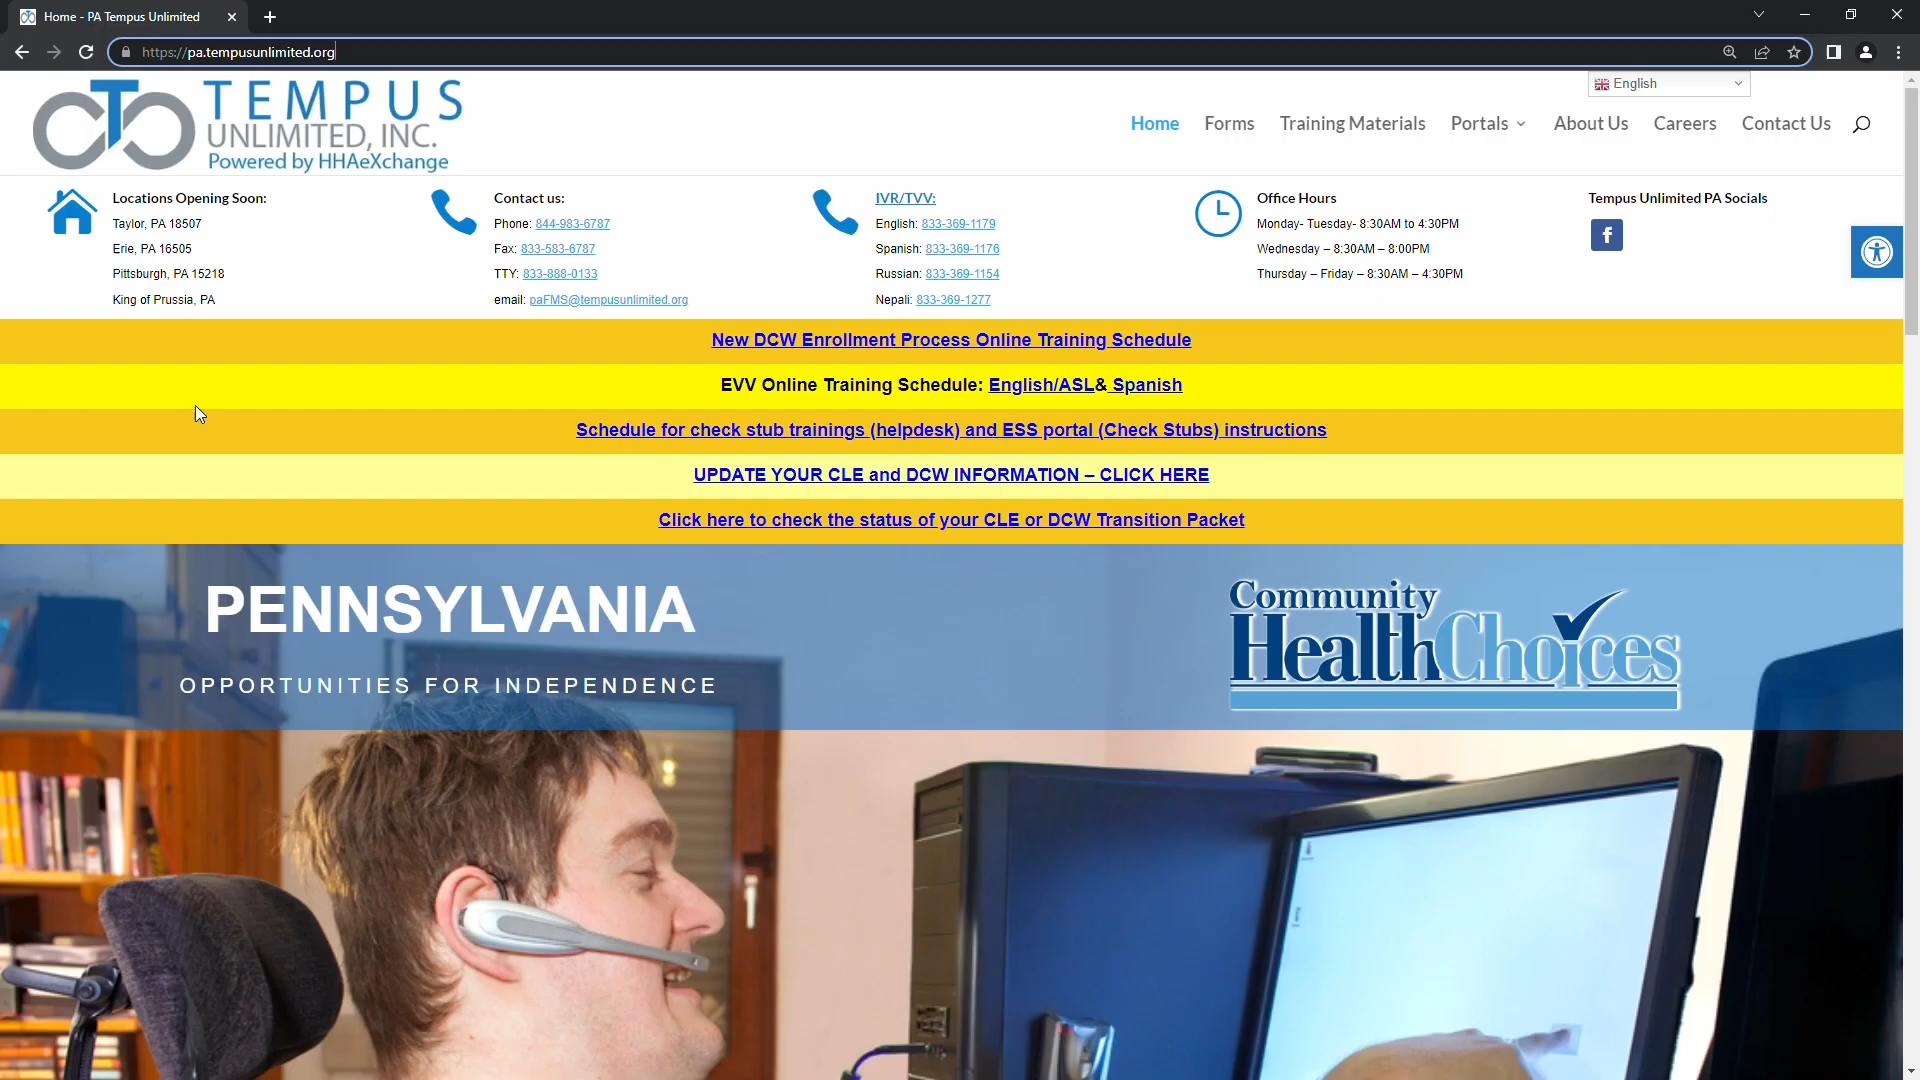 Home - PA Tempus Unlimited
https://pa.tempusunlimited.org
TEMPUS
UNLIMITED, INC.
Powered by HHAeXchange
English
Home Forms Training Materials Portals About Us Careers Contact Us
Locations Opening Soon:
Taylor, PA 18507
Erie, PA 16505
Pittsburgh, PA 15218
King of Prussia, PA
Contact us:
Phone: 844-983-6787
Fax: 833-583-6787
TTY: 833-888-0133
email: paFMS@tempusunlimited.org
IVR/TVV:
English: 833-369-1179
Spanish: 833-369-1176
Russian: 833-369-1154
Nepali: 833-369-1277
Office Hours
Monday- Tuesday- 8:30AM to 4:30PM
Wednesday – 8:30AM – 8:00PM
Thursday – Friday – 8:30AM – 4:30PM
Tempus Unlimited PA Socials
New DCW Enrollment Process Online Training Schedule
EVV Online Training Schedule: English/ASL& Spanish
Schedule for check stub trainings (helpdesk) and ESS portal (Check Stubs) instructions
UPDATE YOUR CLE and DCW INFORMATION – CLICK HERE
Click here to check the status of your CLE or DCW Transition Packet
PENNSYLVANIA
OPPORTUNITIES FOR INDEPENDENCE
Community
HealthChoices